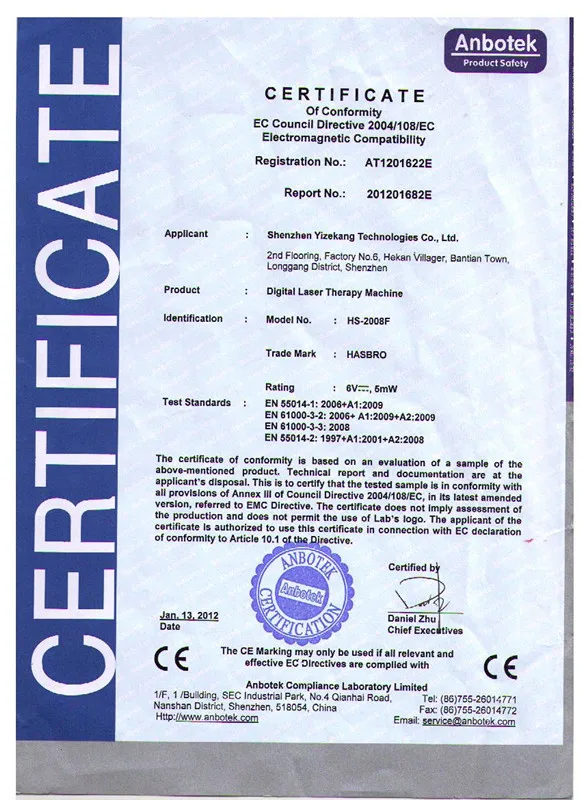 CERTIFICATE
Anbotek
Product Safety
CERTIFICATE
Of Conformity
EC Council Directive 2004/108/EC
Electromagnetic Compatibility
Registration No.: AT1201622E
Report No.: 201201682E
Applicant : Shenzhen Yizekang Technologies Co., Ltd.
2nd Flooring, Factory No.6, Hekan Villager, Bantian Town,
Longgang District, Shenzhen
Product : Digital Laser Therapy Machine
Identification : Model No. : HS-2008F
Trade Mark : HASBRO
Rating : 6V⎓, 5mW
Test Standards : EN 55014-1: 2006+A1:2009
EN 61000-3-2: 2006+ A1:2009+A2:2009
EN 61000-3-3: 2008
EN 55014-2: 1997+A1:2001+A2:2008
The certificate of conformity is based on an evaluation of a sample of the
above-mentioned product. Technical report and documentation are at the
applicant's disposal. This is to certify that the tested sample is in conformity with
all provisions of Annex III of Council Directive 2004/108/EC, in its latest amended
version, referred to EMC Directive. The certificate does not imply assessment of
the production and does not permit the use of Lab's logo. The applicant of the
certificate is authorized to use this certificate in connection with EC declaration
of conformity to Article 10.1 of the Directive.
ANBOTEK
Anbotek
CERTIFICATION
Certified by
Jan. 13, 2012
Date
Daniel Zhu
Chief Executives
CE
The CE Marking may only be used if all relevant and
effective EC Directives are complied with
CE
Anbotek Compliance Laboratory Limited
1/F, 1 /Building, SEC Industrial Park, No.4 Qianhai Road,
Nanshan District, Shenzhen, 518054, China
Http://www.anbotek.com
Tel: (86)755-26014771
Fax: (86)755-26014772
Email: service@anbotek.com